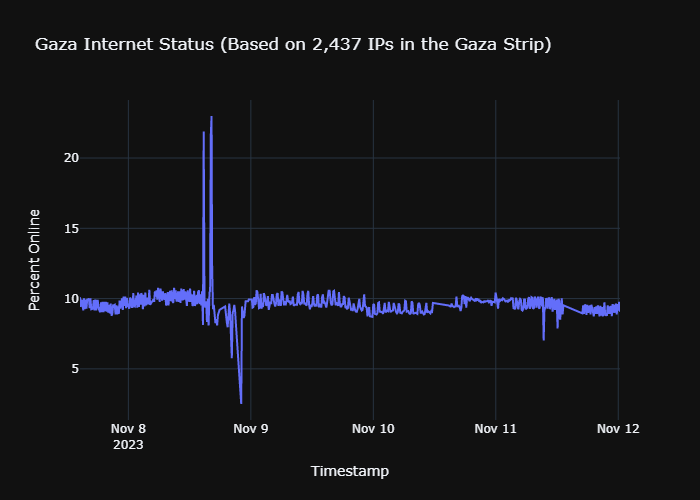 Gaza Internet Status (Based on 2,437 IPs in the Gaza Strip)
Percent Online
20
15
10
5
Nov 8
2023
Nov 9
Nov 10
Nov 11
Nov 12
Timestamp